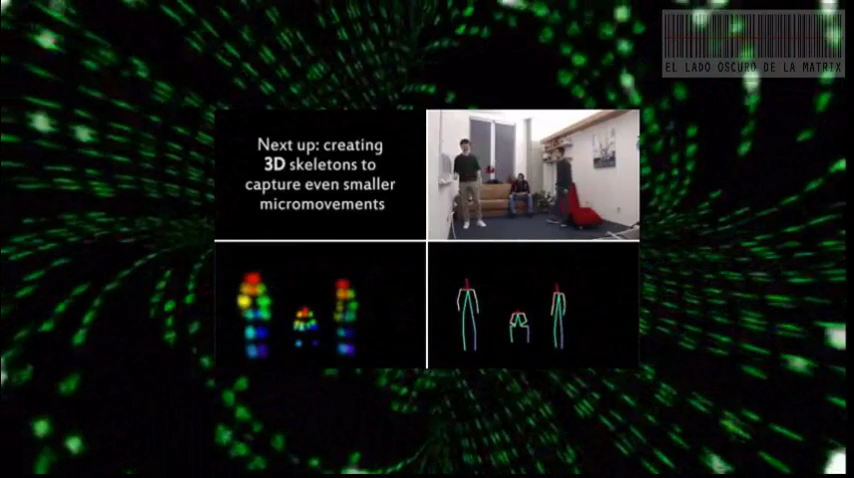 EL LADO OSCURO DE LA MATRIX
Next up: creating
3D skeletons to
capture even smaller
micromovements